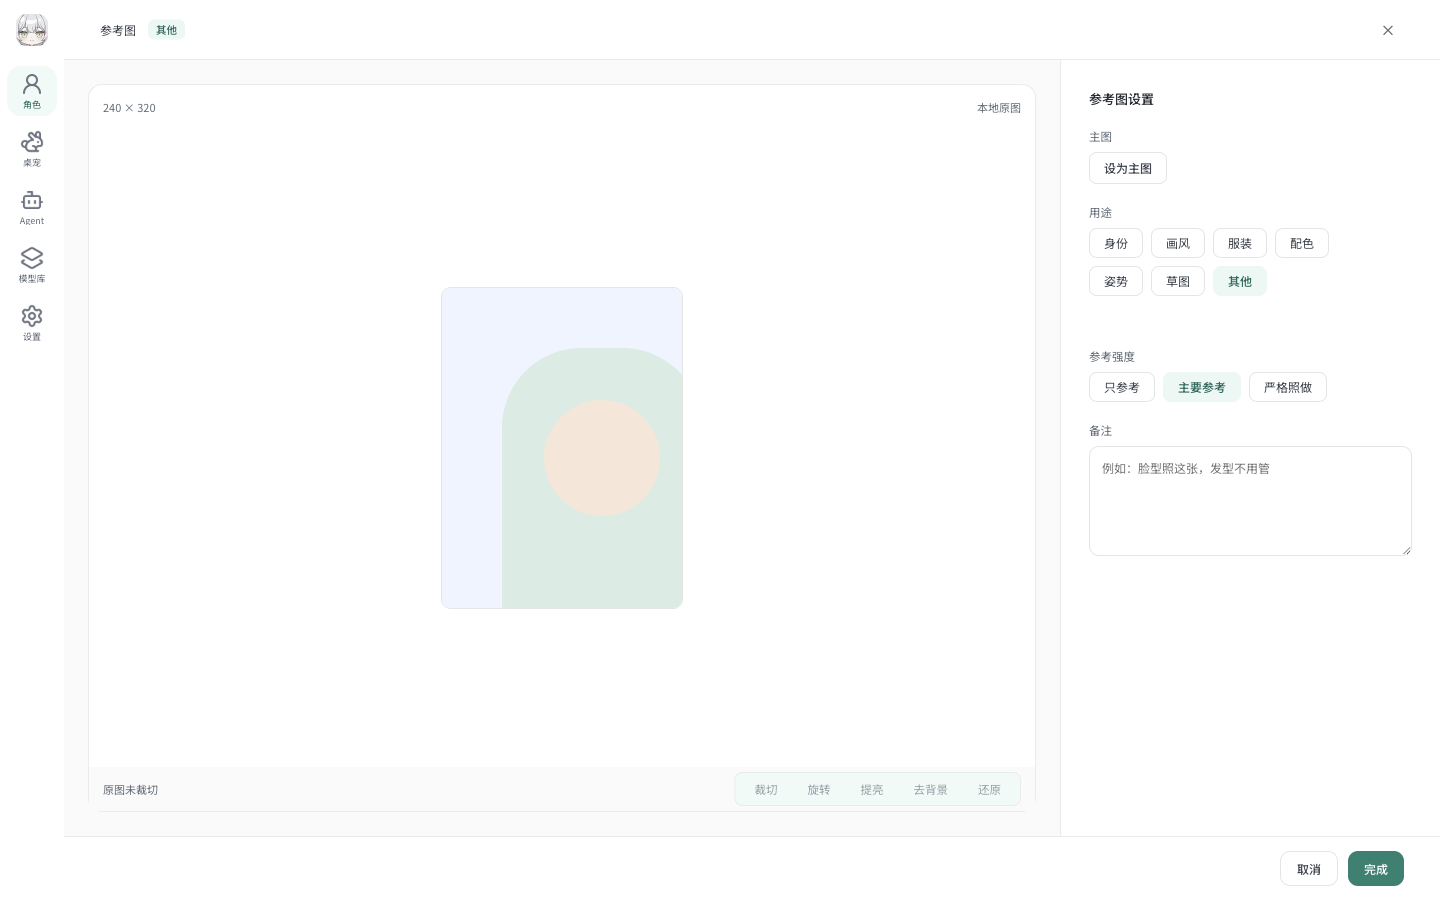 参考图 其他
角色
桌宠
Agent
模型库
设置
240 × 320 本地原图
原图未裁切 裁切 旋转 提亮 去背景 还原
参考图设置
主图
设为主图
用途
身份 画风 服装 配色
姿势 草图 其他
参考强度
只参考 主要参考 严格照做
备注
例如：脸型照这张，发型不用管
取消 完成